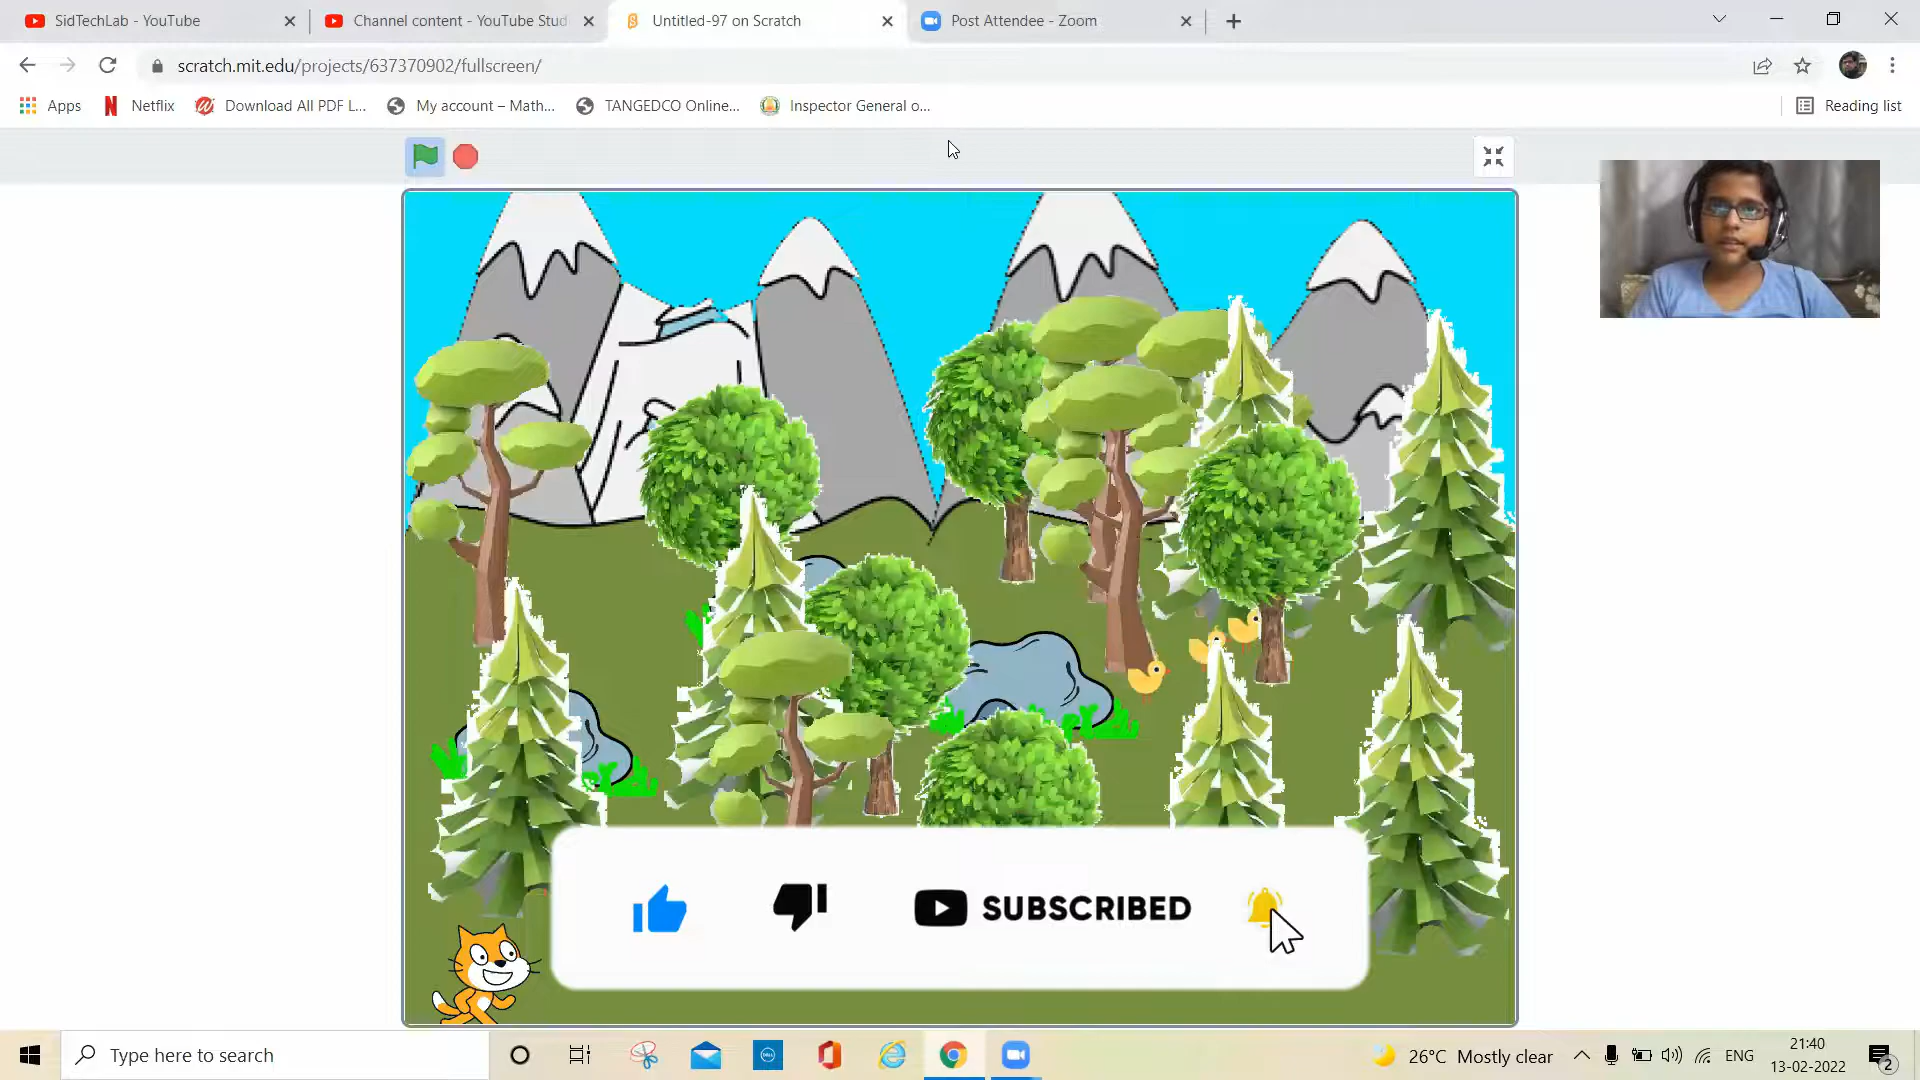 SidTechLab - YouTube
Channel content - YouTube Stud
Untitled-97 on Scratch
Post Attendee - Zoom
scratch.mit.edu/projects/637370902/fullscreen/
Apps
Netflix
Download All PDF L...
My account – Math...
TANGEDCO Online...
Inspector General o...
Reading list
SUBSCRIBED
Type here to search
DELL
26°C Mostly clear
ENG
21:40
13-02-2022
2